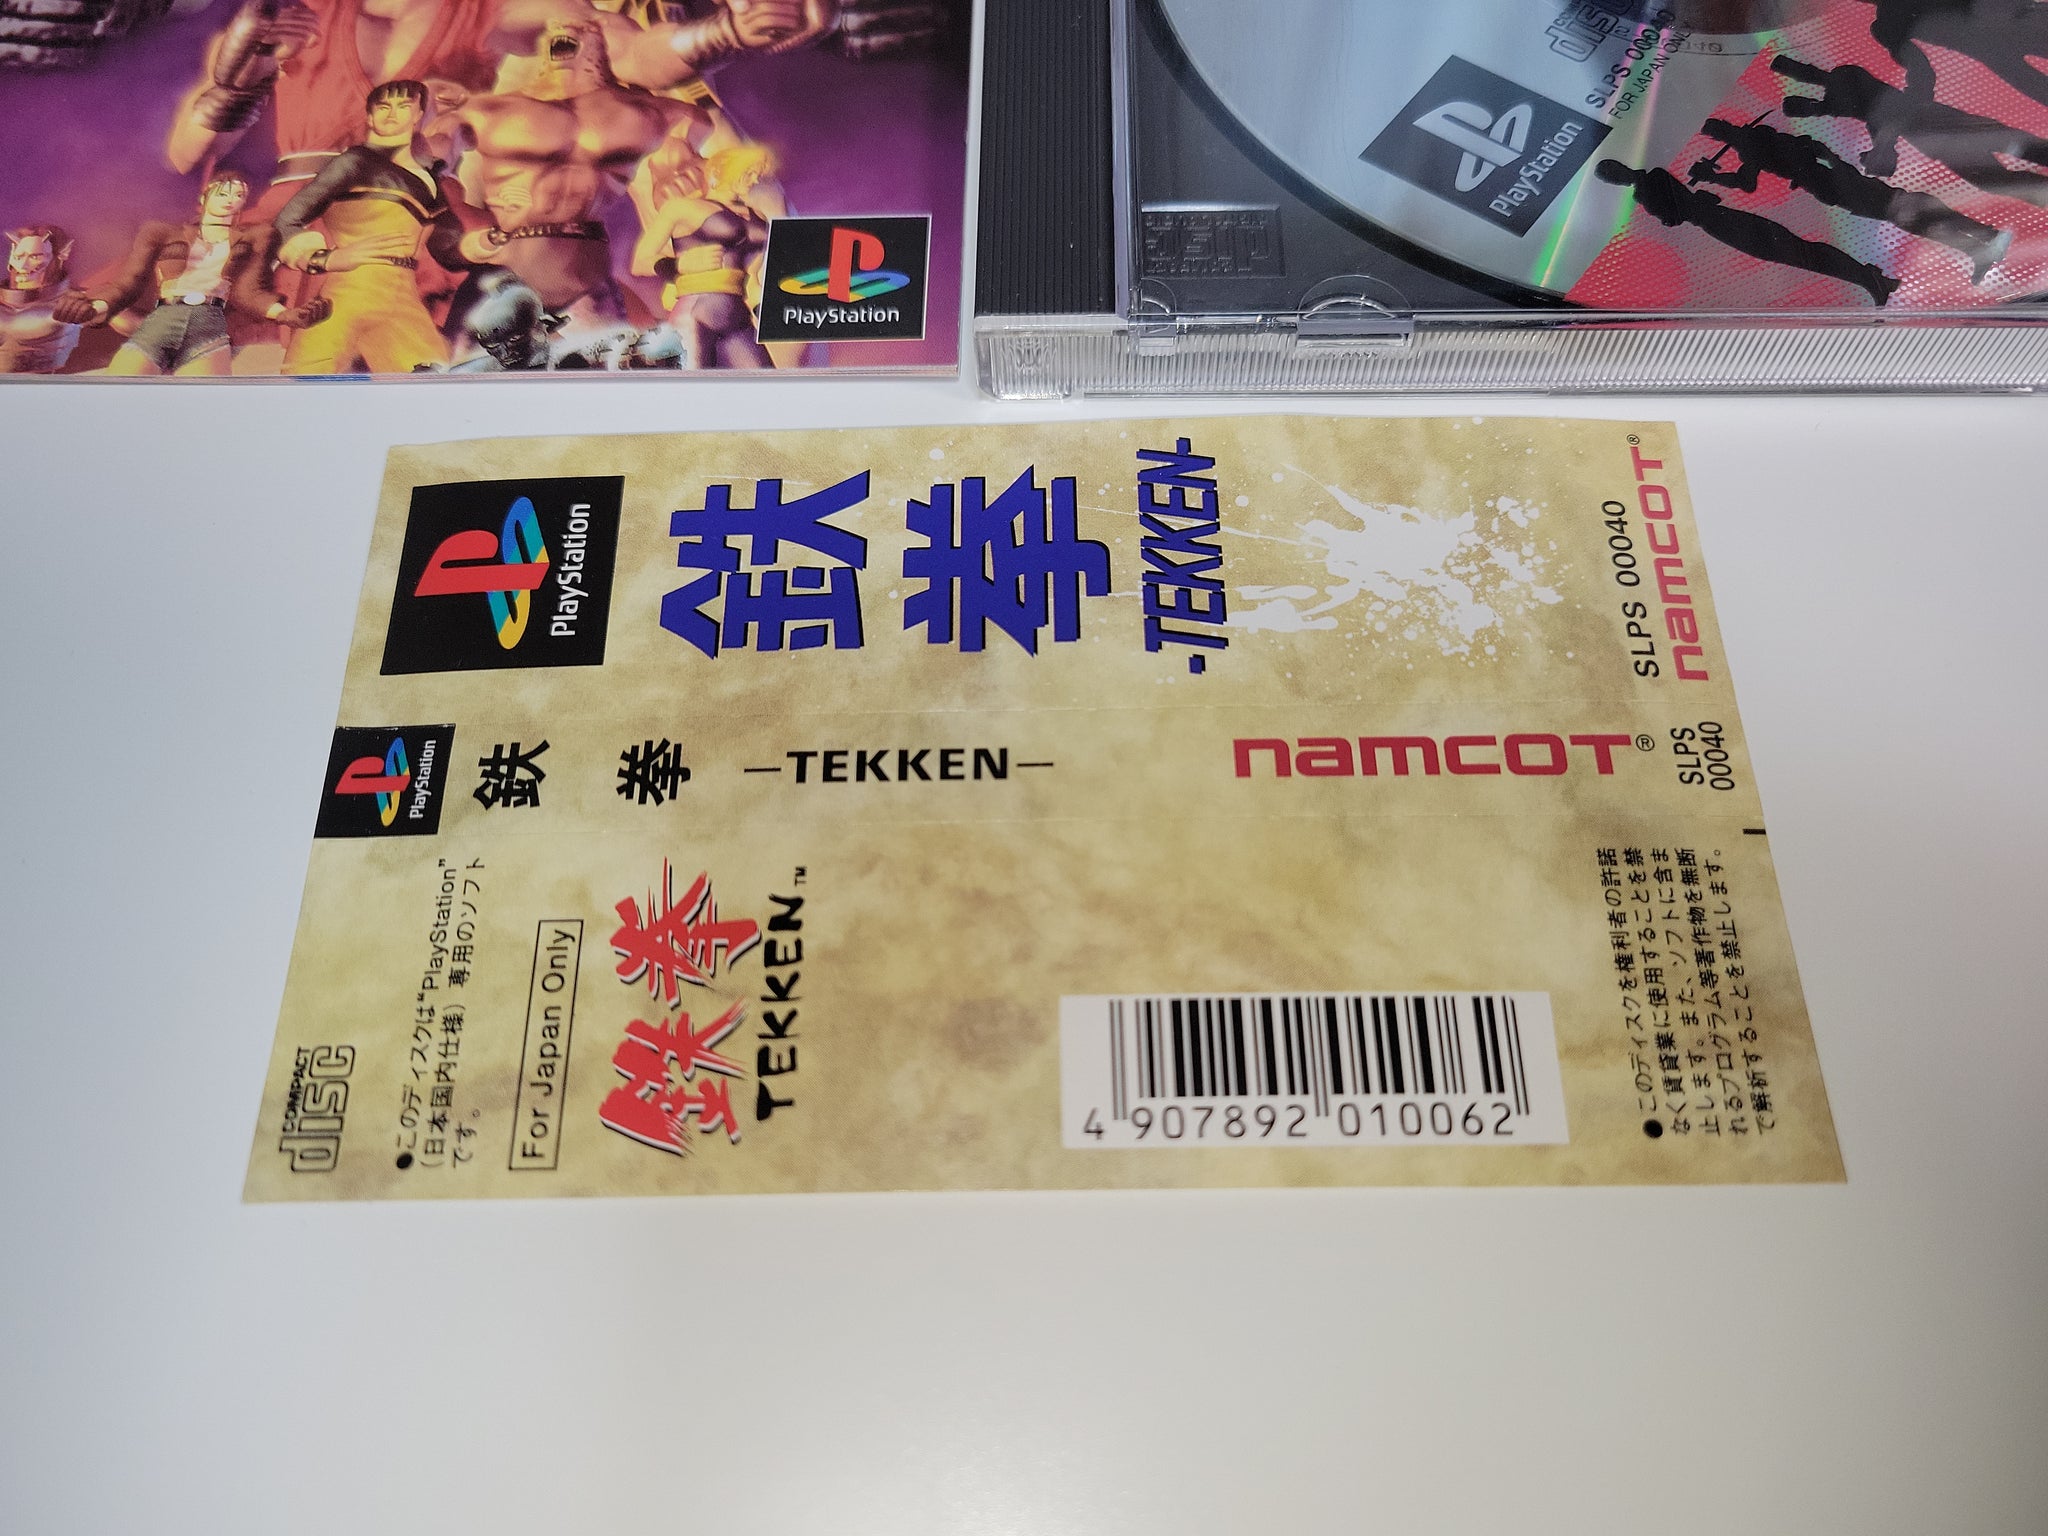 PlayStation
PlayStation
SLPS 00040
FOR JAPAN ONLY
PlayStation
鉄拳
-TEKKEN-
SLPS 00040
namcoT®
PlayStation
鉄 拳 —TEKKEN—
namcoT®
SLPS
00040
COMPACT
disc
●このディスクは“PlayStation”
（日本国内仕様）専用のソフト
です。
For Japan Only
鉄拳
TEKKEN™
4 907892 010062
●このディスクを権利者の許諾
なく賃貸業に使用することを禁
止します。また、ソフトに含ま
れるプログラム等著作物を無断
で解析することを禁止します。